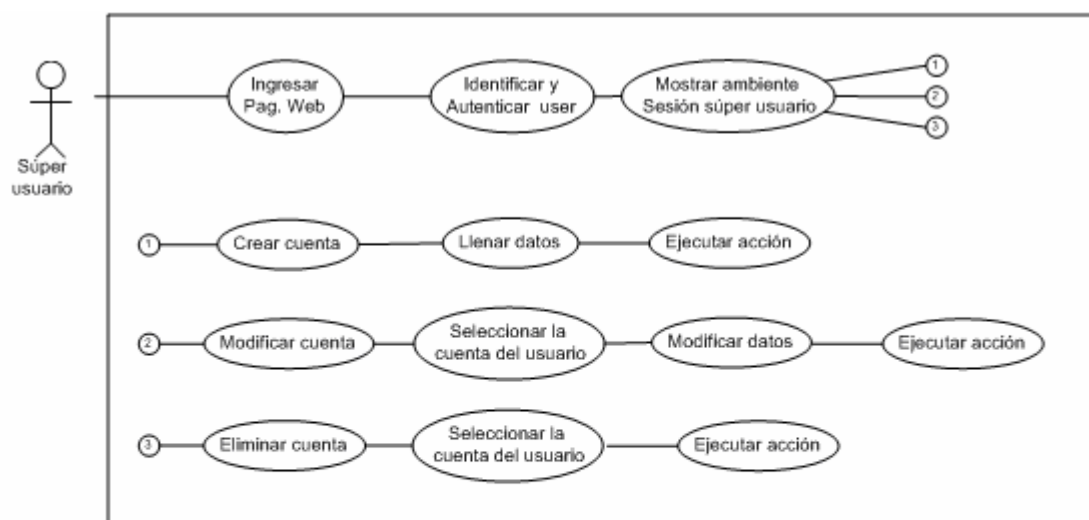 Ingresar
Pag. Web
Identificar y
Autenticar user
Mostrar ambiente
Sesión súper usuario
1
2
3
Súper
usuario
1
Crear cuenta
Llenar datos
Ejecutar acción
2
Modificar cuenta
Seleccionar la
cuenta del usuario
Modificar datos
Ejecutar acción
3
Eliminar cuenta
Seleccionar la
cuenta del usuario
Ejecutar acción